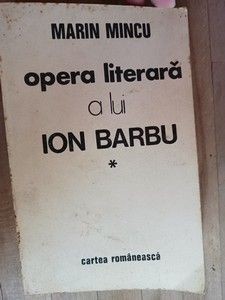 MARIN MINCU
opera literară
a lui
ION BARBU
*
cartea românească